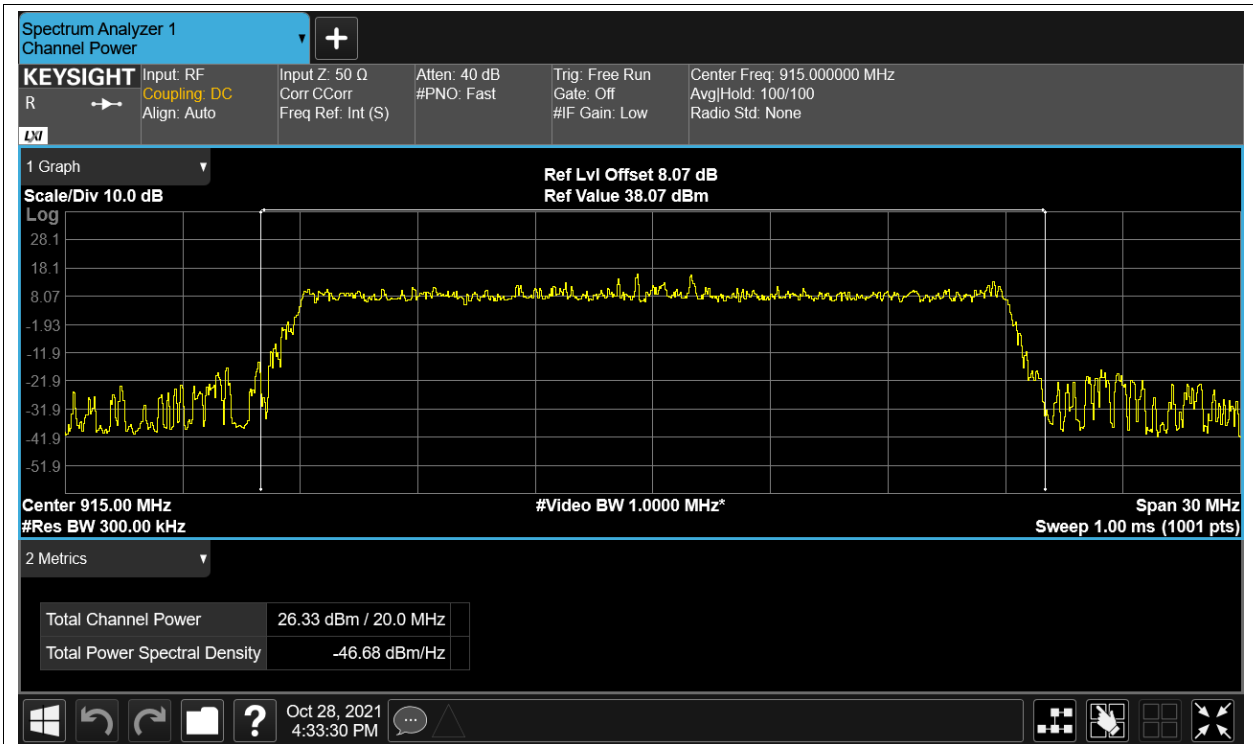 Spectrum Analyzer 1
Channel Power
KEYSIGHT
R
LXI
Input: RF
Coupling: DC
Align: Auto
Input Z: 50 Ω
Corr CCorr
Freq Ref: Int (S)
Atten: 40 dB
#PNO: Fast
Trig: Free Run
Gate: Off
#IF Gain: Low
Center Freq: 915.000000 MHz
Avg|Hold: 100/100
Radio Std: None
1 Graph
Scale/Div 10.0 dB
Ref Lvl Offset 8.07 dB
Ref Value 38.07 dBm
Log
28.1
18.1
8.07
-1.93
-11.9
-21.9
-31.9
-41.9
-51.9
Center 915.00 MHz
#Video BW 1.0000 MHz*
Span 30 MHz
#Res BW 300.00 kHz
Sweep 1.00 ms (1001 pts)
2 Metrics
Total Channel Power 26.33 dBm / 20.0 MHz
Total Power Spectral Density -46.68 dBm/Hz
?
Oct 28, 2021
4:33:30 PM